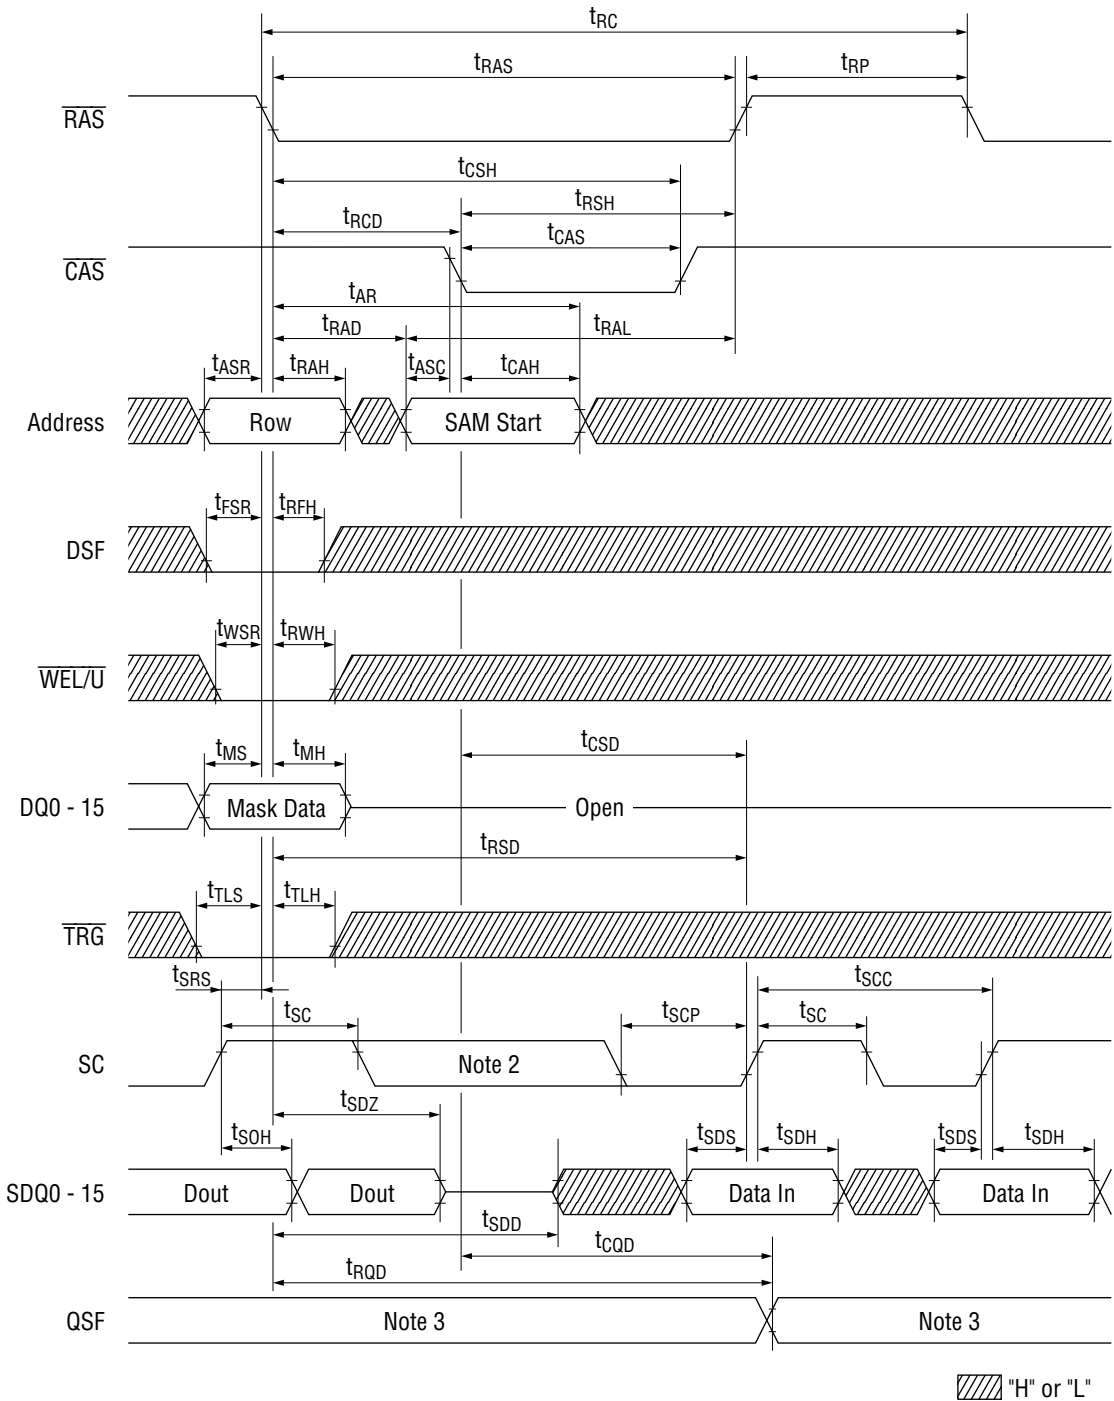 tRC
tRAS tRP
RAS
tCSH
tRSH
tRCD
tCAS
CAS
tAR
tRAD tRAL
tASR tRAH tASC tCAH
Address Row SAM Start
tFSR tRFH
DSF
tWSR tRWH
WEL/U
tCSD
tMS tMH
DQ0 - 15 Mask Data Open
tRSD
tTLS tTLH
TRG
tSRS tSCC
tSC tSCP tSC
SC Note 2
tSDZ
tSOH tSDS tSDH tSDS tSDH
SDQ0 - 15 Dout Dout Data In Data In
tSDD
tCQD
tRQD
QSF Note 3 Note 3
"H" or "L"